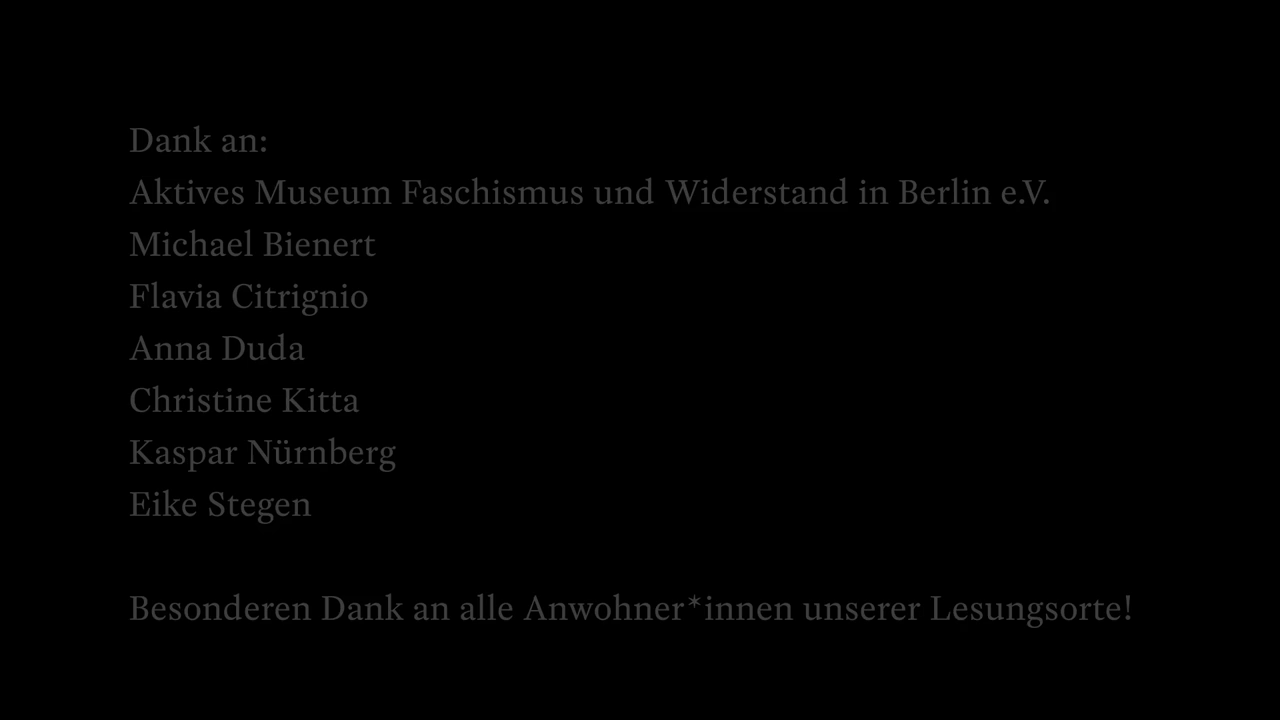 Dank an:
Aktives Museum Faschismus und Widerstand in Berlin e.V.
Michael Bienert
Flavia Citrignio
Anna Duda
Christine Kitta
Kaspar Nürnberg
Eike Stegen
Besonderen Dank an alle Anwohner*innen unserer Lesungsorte!